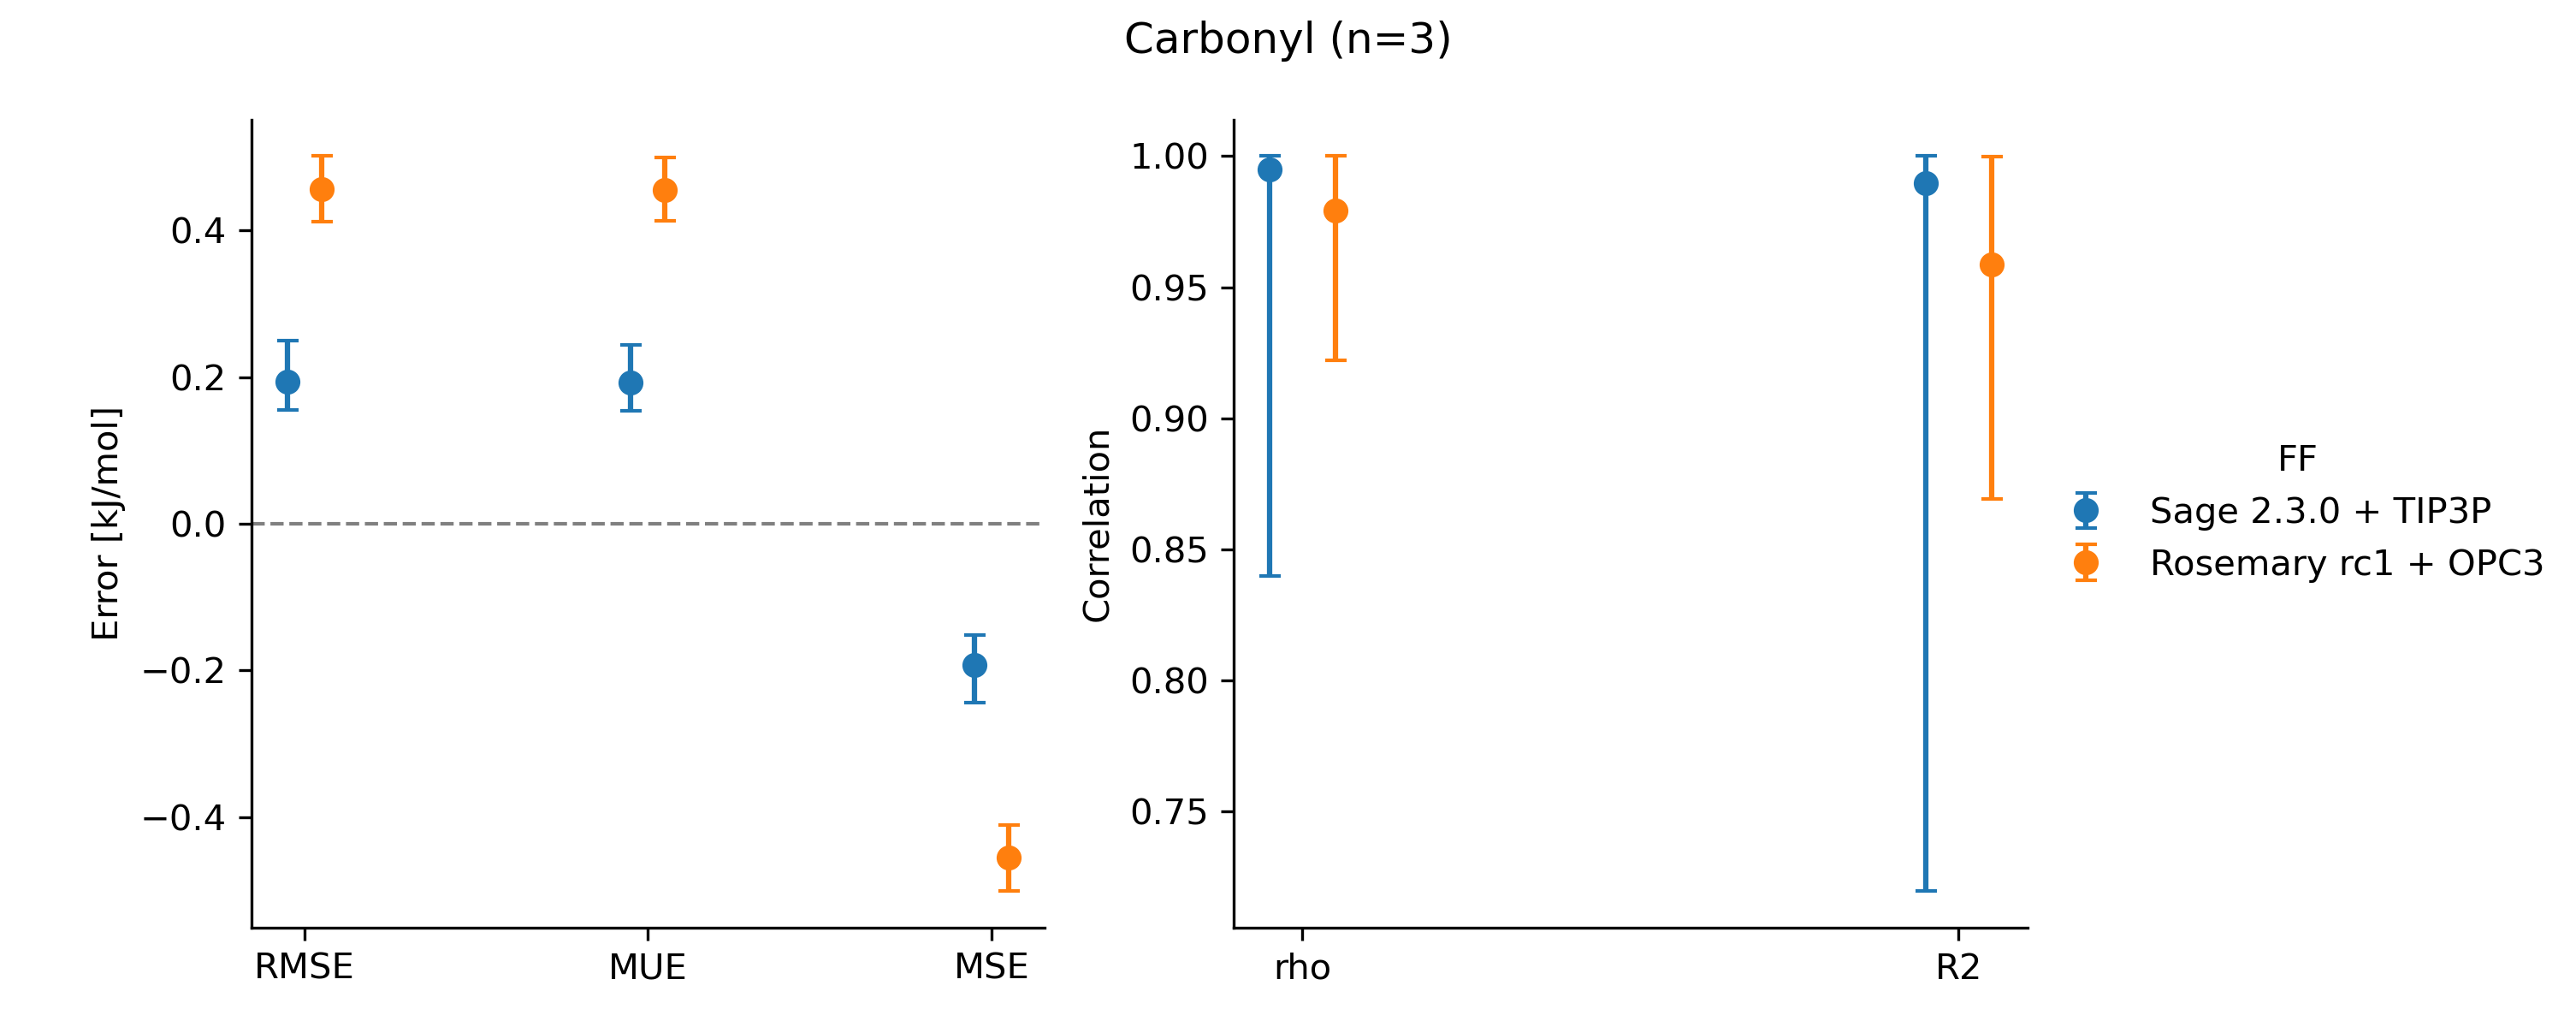 Carbonyl (n=3)
Error [kJ/mol]
0.4
0.2
0.0
−0.2
−0.4
RMSE
MUE
MSE
Correlation
1.00
0.95
0.90
0.85
0.80
0.75
rho
R2
FF
Sage 2.3.0 + TIP3P
Rosemary rc1 + OPC3